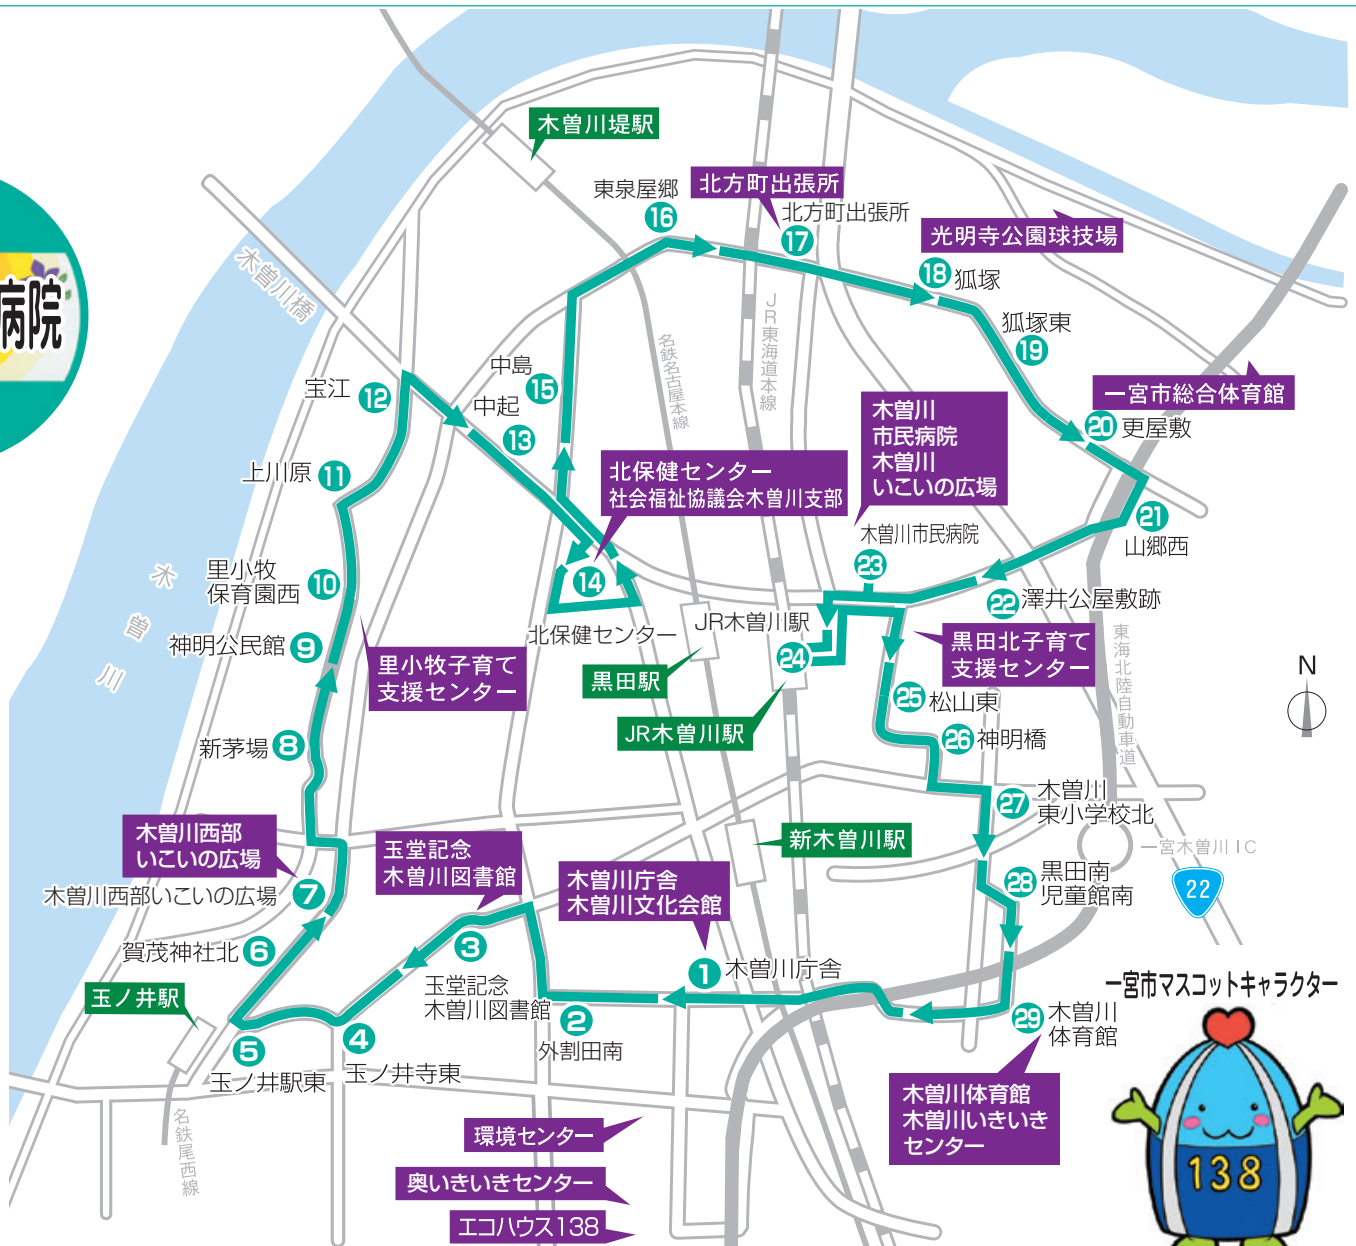 木曽川堤駅
東泉屋郷
16
北方町出張所
北方町出張所
17
光明寺公園球技場
18
狐塚
狐塚東
19
病院
木曽川橋
JR東海道本線
名鉄名古屋本線
中島
15
宝江
12
中起
13
一宮市総合体育館
20
更屋敷
木曽川
市民病院
木曽川
いこいの広場
上川原
11
北保健センター
社会福祉協議会木曽川支部
21
山郷西
木曽川市民病院
23
木曽川
里小牧
保育園西
10
14
22
澤井公屋敷跡
北保健センター
JR木曽川駅
24
神明公民館
9
里小牧子育て
支援センター
黒田駅
黒田北子育て
支援センター
東海北陸自動車道
N
25
松山東
新茅場
8
JR木曽川駅
26
神明橋
27
木曽川
東小学校北
木曽川西部
いこいの広場
玉堂記念
木曽川図書館
新木曽川駅
一宮木曽川IC
木曽川西部いこいの広場
7
木曽川庁舎
木曽川文化会館
28
黒田南
児童館南
22
賀茂神社北
6
3
玉堂記念
木曽川図書館
1
木曽川庁舎
玉ノ井駅
一宮市マスコットキャラクター
2
外割田南
29
木曽川
体育館
5
玉ノ井駅東
4
玉ノ井寺東
名鉄尾西線
木曽川体育館
木曽川いきいき
センター
環境センター
奥いきいきセンター
エコハウス138
138